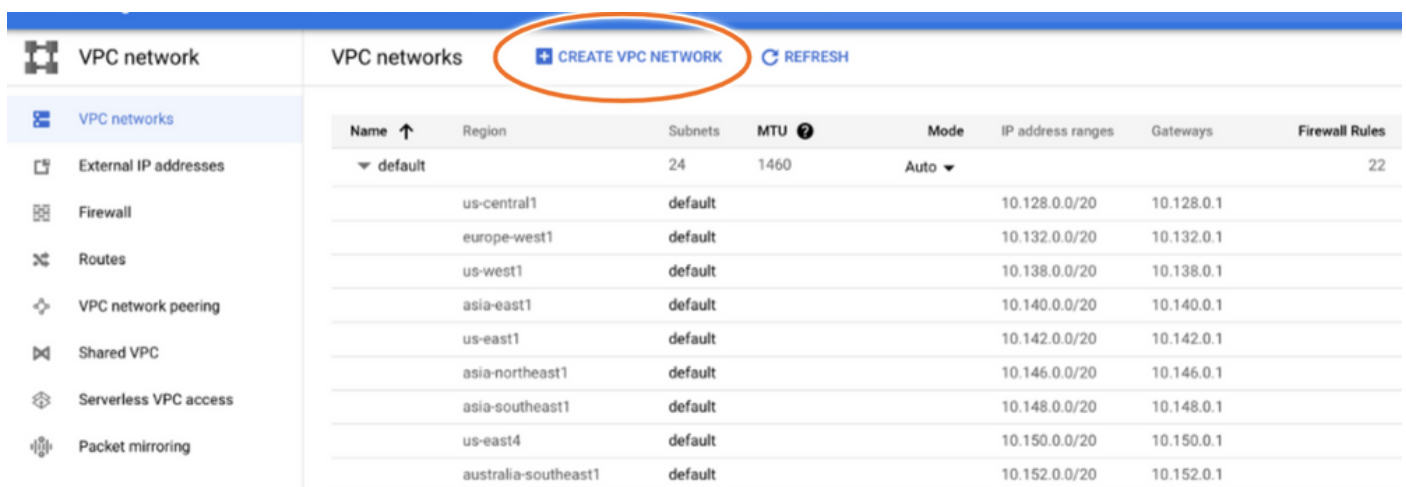 VPC network
VPC networks
CREATE VPC NETWORK
REFRESH
VPC networks
External IP addresses
Firewall
Routes
VPC network peering
Shared VPC
Serverless VPC access
Packet mirroring
Name Region Subnets MTU Mode IP address ranges Gateways Firewall Rules
default 24 1460 Auto 22
us-central1 default 10.128.0.0/20 10.128.0.1
europe-west1 default 10.132.0.0/20 10.132.0.1
us-west1 default 10.138.0.0/20 10.138.0.1
asia-east1 default 10.140.0.0/20 10.140.0.1
us-east1 default 10.142.0.0/20 10.142.0.1
asia-northeast1 default 10.146.0.0/20 10.146.0.1
asia-southeast1 default 10.148.0.0/20 10.148.0.1
us-east4 default 10.150.0.0/20 10.150.0.1
australia-southeast1 default 10.152.0.0/20 10.152.0.1